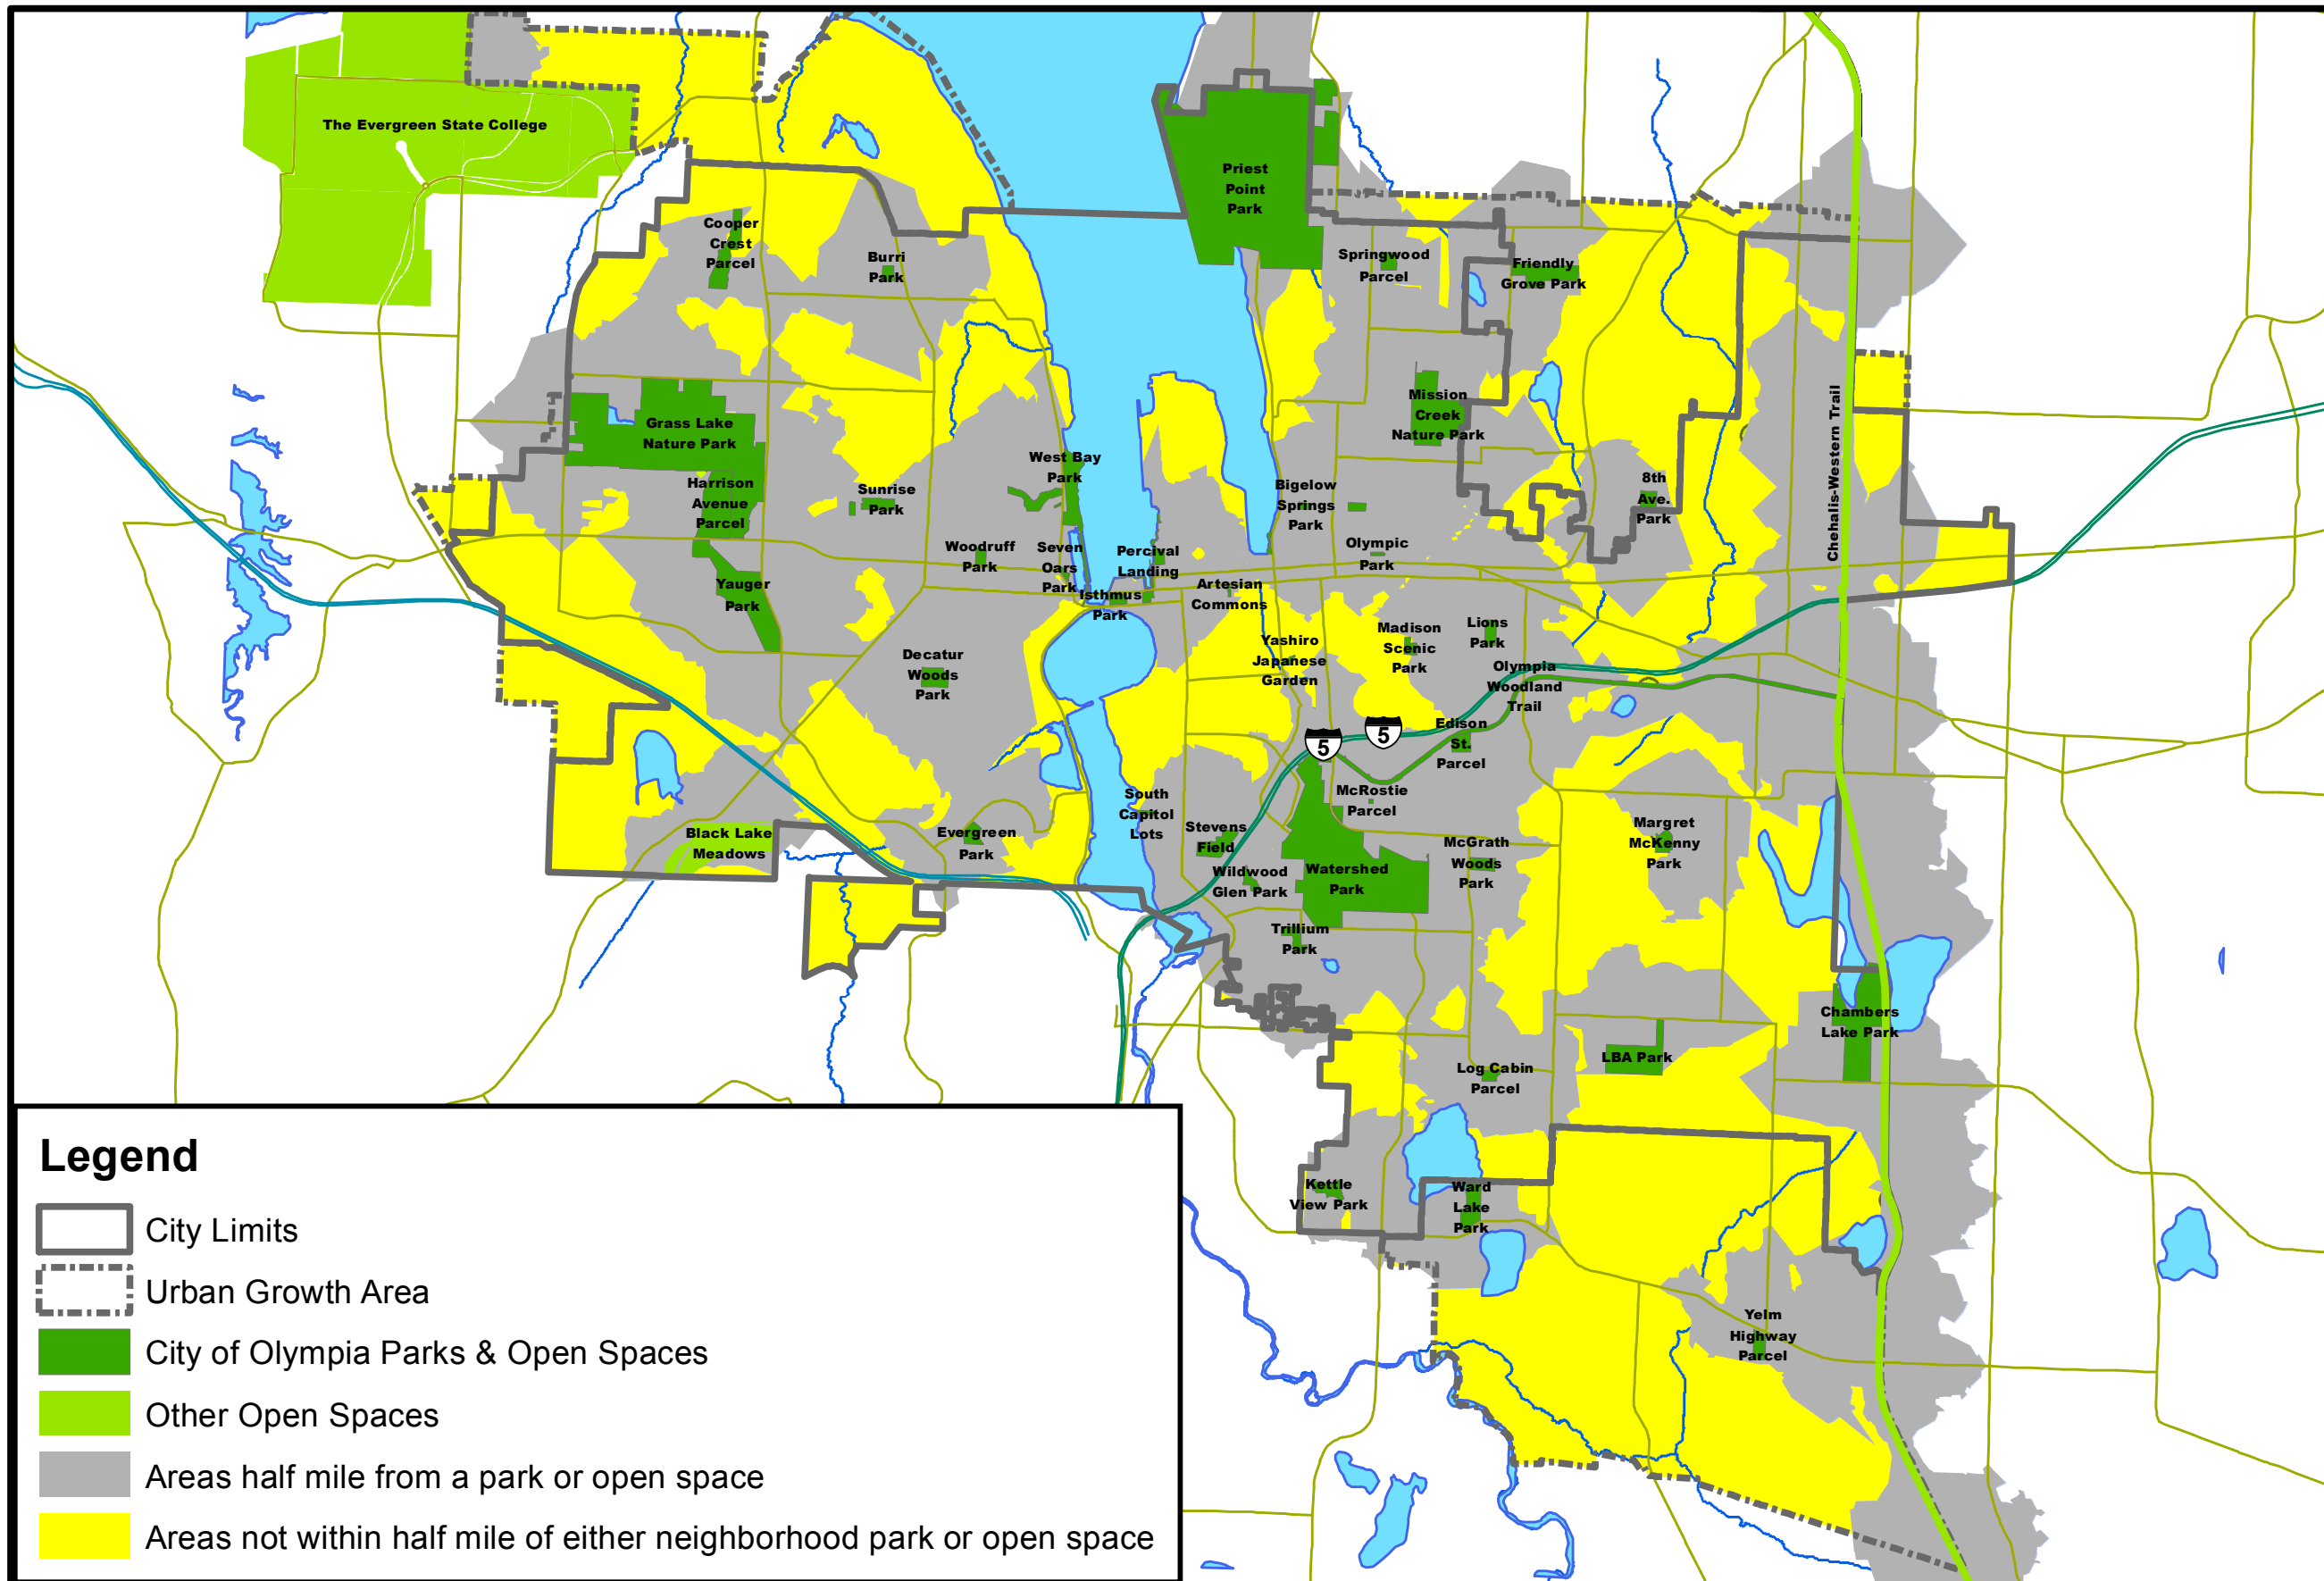 The Evergreen State College
Priest
Point
Park
Cooper
Crest
Parcel
Burri
Park
Springwood
Parcel
Friendly
Grove Park
Grass Lake
Nature Park
Mission
Creek
Nature Park
Chehalis-Western Trail
West Bay
Park
Harrison
Avenue
Parcel
Sunrise
Park
Bigelow
Springs
Park
8th
Ave.
Park
Woodruff
Park
Seven
Oars
Park
Percival
Landing
Olympic
Park
Yauger
Park
Isthmus
Park
Artesian
Commons
Decatur
Woods
Park
Yashiro
Japanese
Garden
Madison
Scenic
Park
Lions
Park
Olympia
Woodland
Trail
5
5
Edison
St.
Parcel
McRostie
Parcel
South
Capitol
Lots
Stevens
Field
Black Lake
Meadows
Evergreen
Park
McGrath
Woods
Park
Margret
McKenny
Park
Wildwood
Glen Park
Watershed
Park
Trillium
Park
Chambers
Lake Park
LBA Park
Log Cabin
Parcel
Kettle
View Park
Ward
Lake
Park
Yelm
Highway
Parcel
Legend
City Limits
Urban Growth Area
City of Olympia Parks & Open Spaces
Other Open Spaces
Areas half mile from a park or open space
Areas not within half mile of either neighborhood park or open space